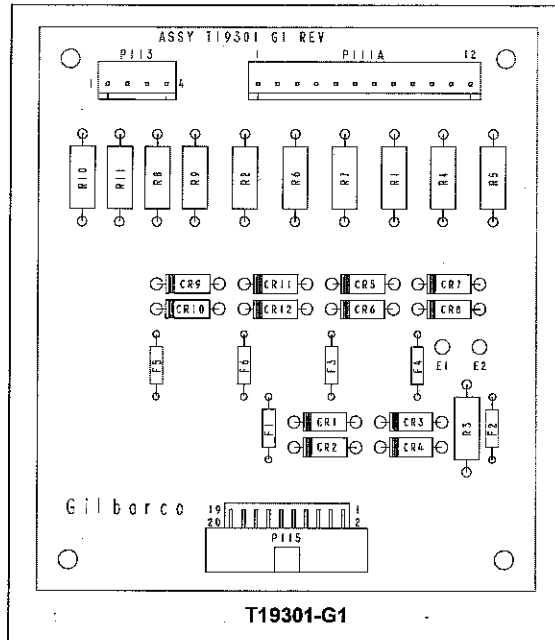 ASSY T19301 G1 REV
P113 1 P111A 12
1 4
R10 R11 R8 R9 R2 R6 R7 R1 R4 R5
CR9 CR11 CR5 CR7
CR10 CR12 CR6 CR8
F5 F6 F3 F4 E1 E2
F1 CR1 CR3 R3 F2
CR2 CR4
Gilbarco 19 1
20 2
P115
T19301-G1